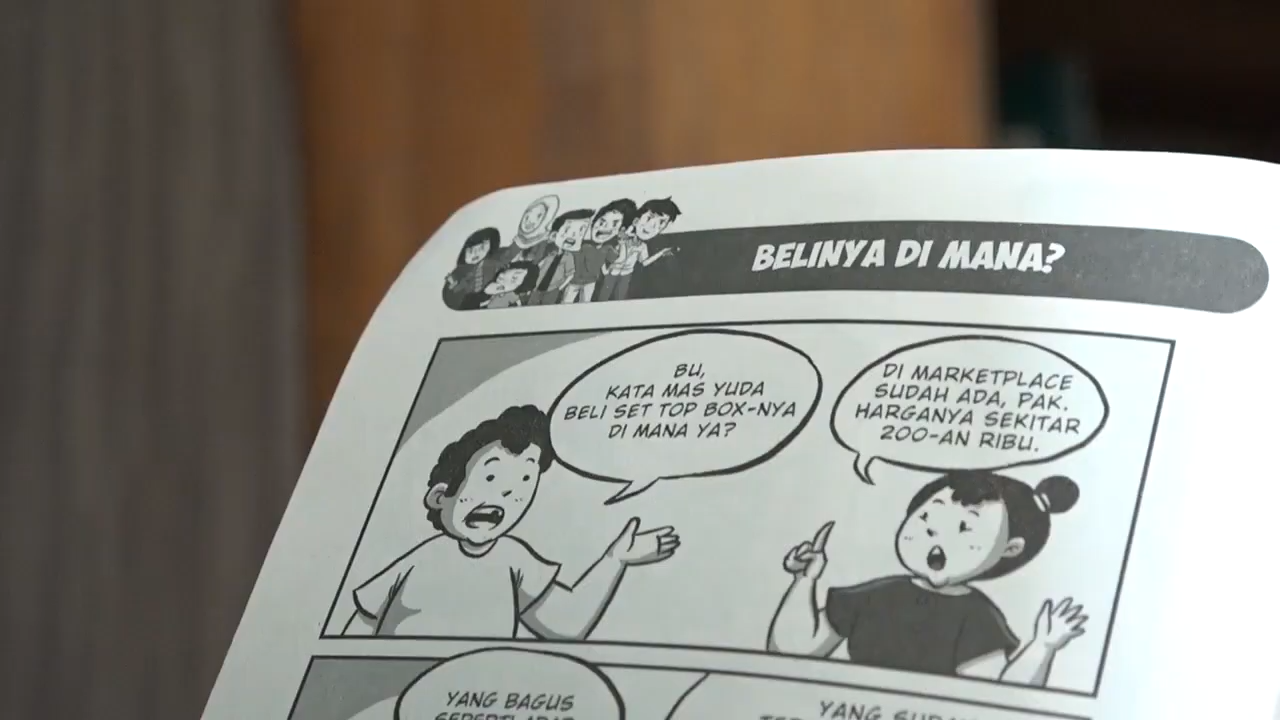 BELINYA DI MANA?
BU,
KATA MAS YUDA
BELI SET TOP BOX-NYA
DI MANA YA?
DI MARKETPLACE
SUDAH ADA, PAK.
HARGANYA SEKITAR
200-AN RIBU.
YANG BAGUS
YANG